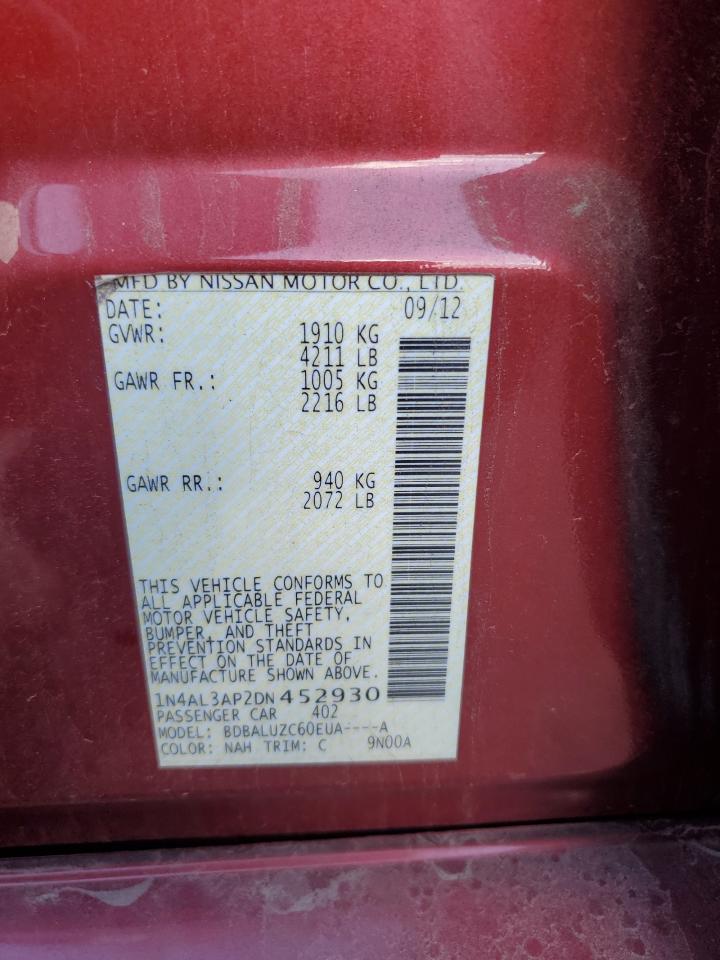 MFD BY NISSAN MOTOR CO., LTD.
DATE: 09/12
GVWR: 1910 KG
4211 LB
GAWR FR.: 1005 KG
2216 LB
GAWR RR.: 940 KG
2072 LB
THIS VEHICLE CONFORMS TO
ALL APPLICABLE FEDERAL
MOTOR VEHICLE SAFETY,
BUMPER, AND THEFT
PREVENTION STANDARDS IN
EFFECT ON THE DATE OF
MANUFACTURE SHOWN ABOVE.
1N4AL3AP2DN452930
PASSENGER CAR 402
MODEL: BDBALUZC60EUA----A
COLOR: NAH TRIM: C 9N00A